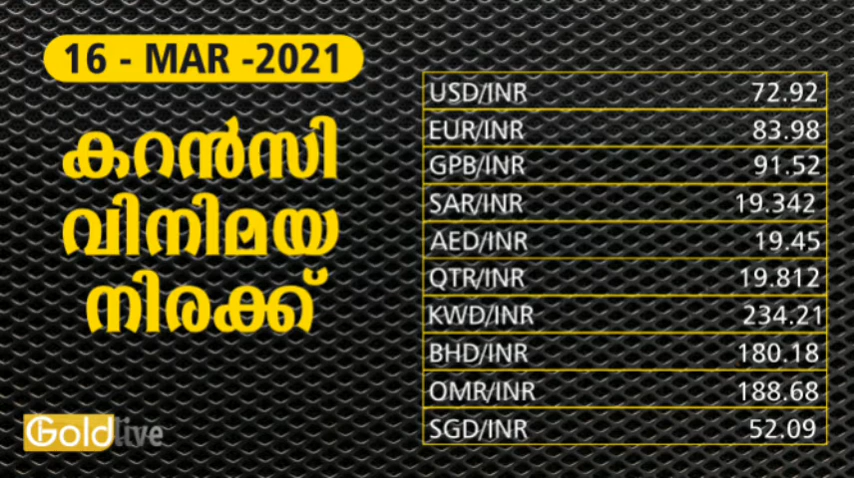 16 - MAR -2021
കറൻസി
വിനിമയ
നിരക്ക്
USD/INR 72.92
EUR/INR 83.98
GPB/INR 91.52
SAR/INR 19.342
AED/INR 19.45
QTR/INR 19.812
KWD/INR 234.21
BHD/INR 180.18
OMR/INR 188.68
SGD/INR 52.09
Goldlive